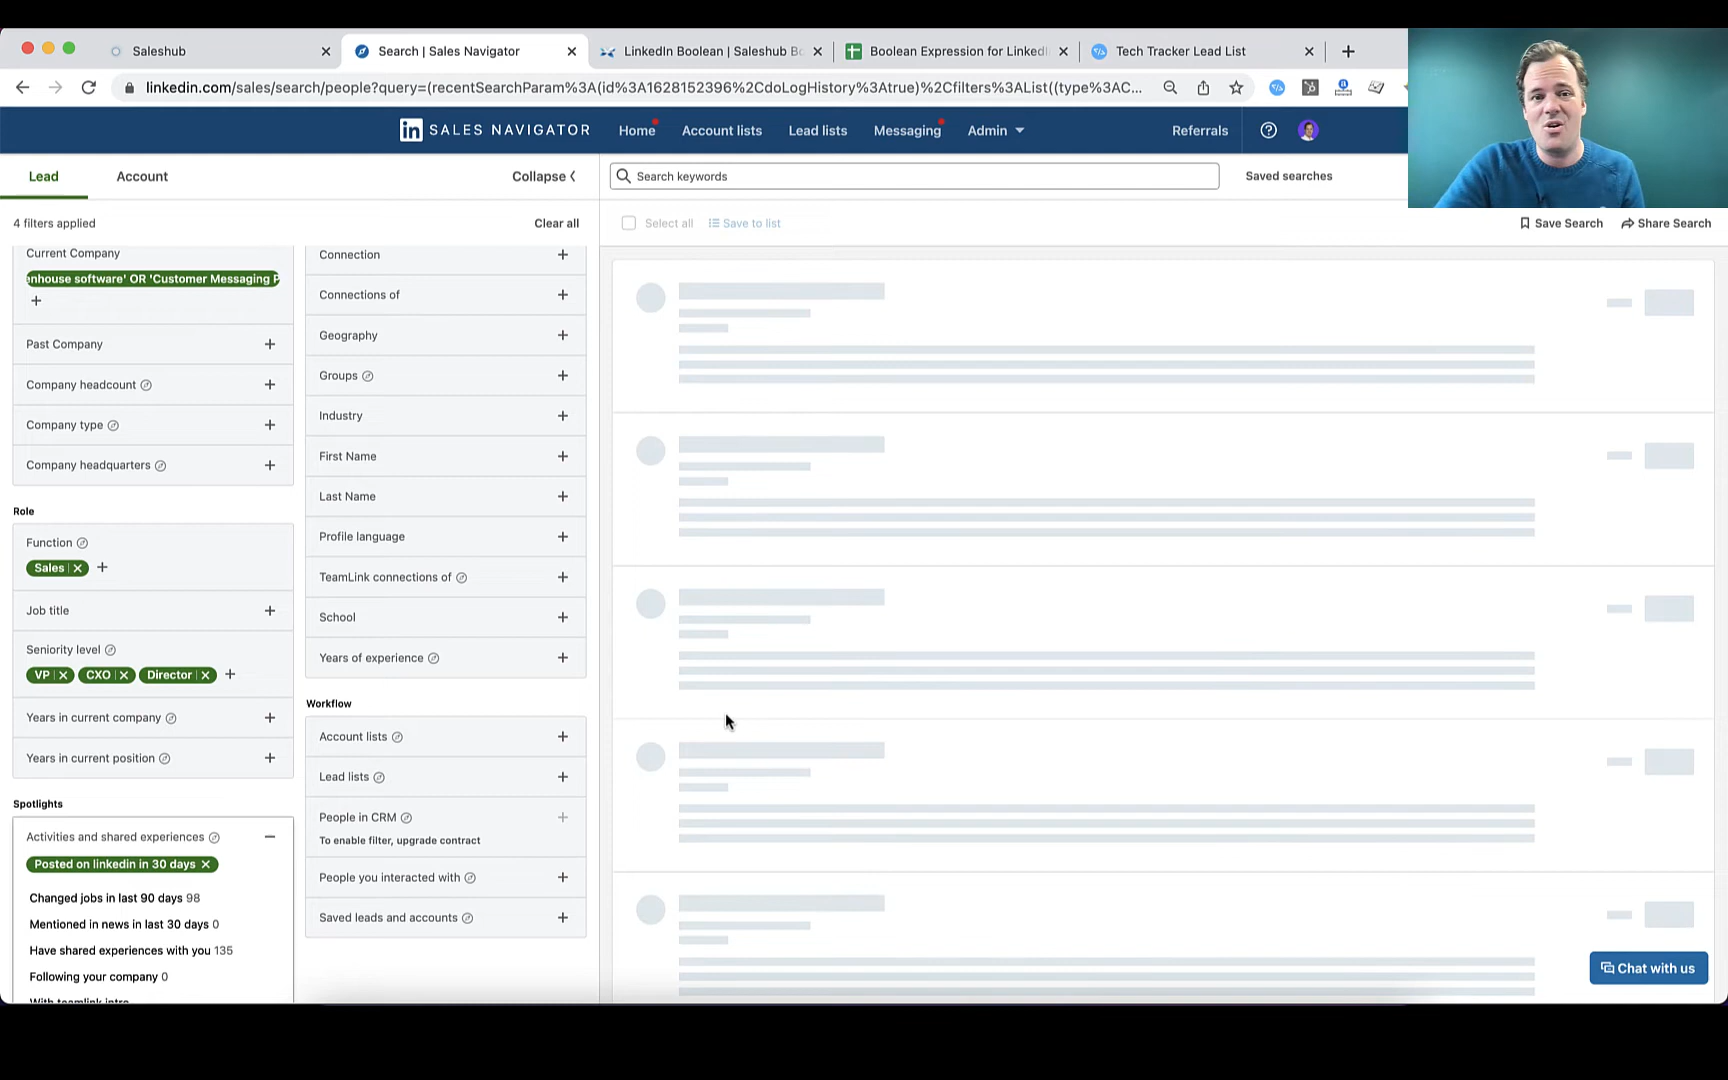 Saleshub
Search | Sales Navigator
LinkedIn Boolean | Saleshub Bo
Boolean Expression for Linked
Tech Tracker Lead List
linkedin.com/sales/search/people?query=(recentSearchParam%3A(id%3A1628152396%2CdoLogHistory%3Atrue)%2Cfilters%3AList((type%3AC...
in SALES NAVIGATOR
Home
Account lists
Lead lists
Messaging
Admin
Referrals
Lead
Account
Collapse
Search keywords
Saved searches
4 filters applied
Clear all
Select all
Save to list
Save Search
Share Search
Current Company
enhouse software' OR 'Customer Messaging P
Past Company
Company headcount
Company type
Company headquarters
Role
Function
Sales
Job title
Seniority level
VP
CXO
Director
Years in current company
Years in current position
Spotlights
Activities and shared experiences
Posted on linkedin in 30 days
Changed jobs in last 90 days 98
Mentioned in news in last 30 days 0
Have shared experiences with you 135
Following your company 0
With teamlink intro
Connection
Connections of
Geography
Groups
Industry
First Name
Last Name
Profile language
TeamLink connections of
School
Years of experience
Workflow
Account lists
Lead lists
People in CRM
To enable filter, upgrade contract
People you interacted with
Saved leads and accounts
Chat with us